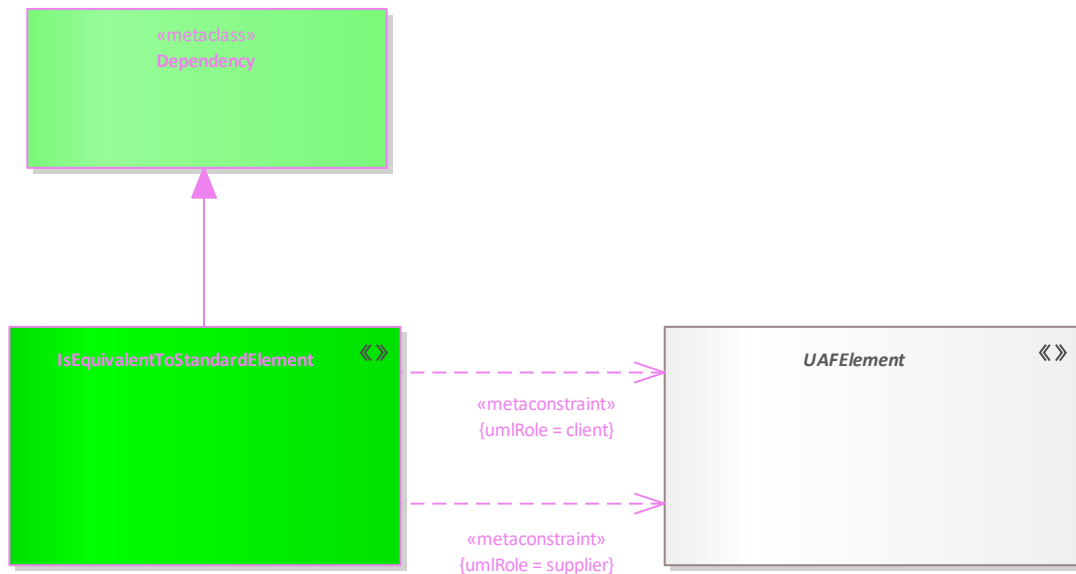 «metaclass»
Dependency
IsEquivalentToStandardElement
«»
UAFElement
«»
«metaconstraint»
{umlRole = client}
«metaconstraint»
{umlRole = supplier}